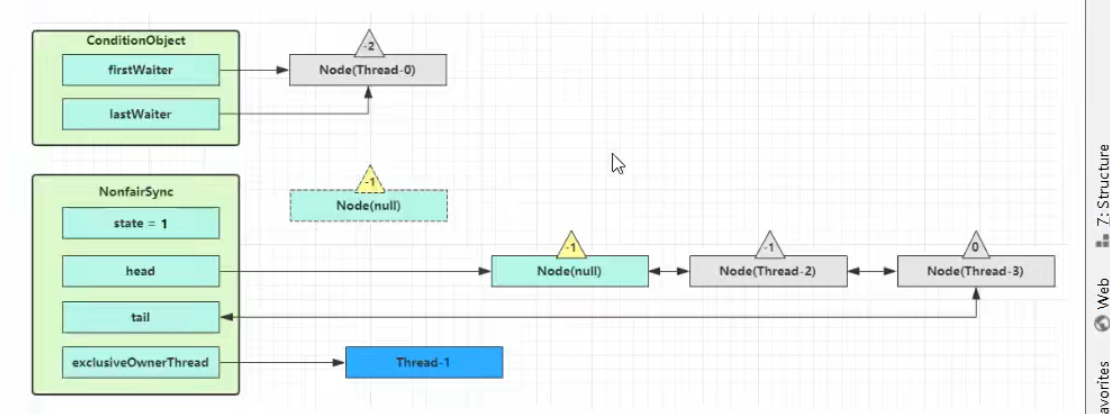 ConditionObject
firstWaiter
lastWaiter
-2
Node(Thread-0)
NonfairSync
state = 1
head
tail
exclusiveOwnerThread
-1
Node(null)
-1
Node(null)
-1
Node(Thread-2)
0
Node(Thread-3)
Thread-1
7: Structure
Web
avorites